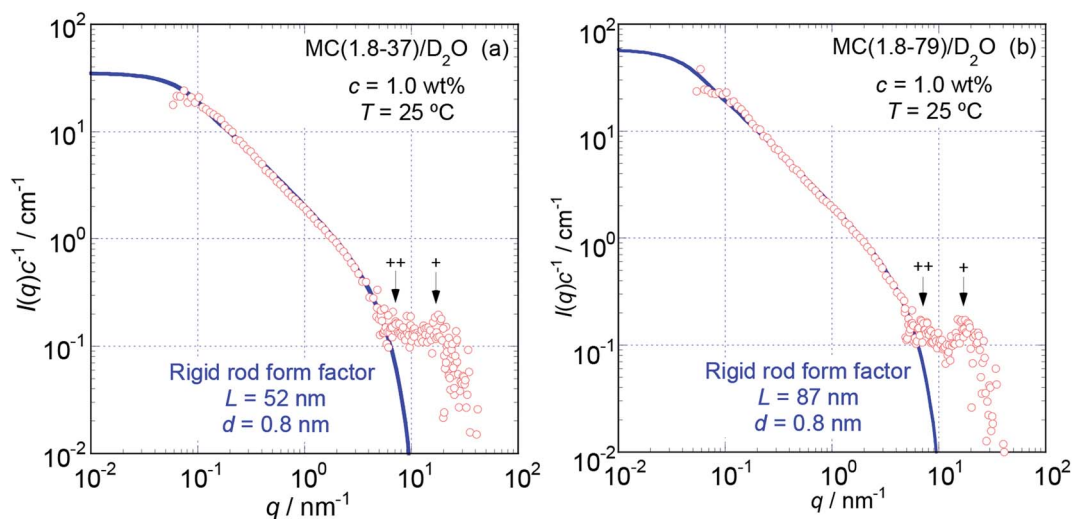 MC(1.8-37)/D₂O (a)
c = 1.0 wt%
T = 25 ºC
++
+
Rigid rod form factor
L = 52 nm
d = 0.8 nm
10²
10¹
10⁰
10⁻¹
10⁻²
I(q)c⁻¹ / cm⁻¹
10⁻²
10⁻¹
10⁰
10¹
10²
q / nm⁻¹
MC(1.8-79)/D₂O (b)
c = 1.0 wt%
T = 25 ºC
++
+
Rigid rod form factor
L = 87 nm
d = 0.8 nm
10²
10¹
10⁰
10⁻¹
10⁻²
I(q)c⁻¹ / cm⁻¹
10⁻²
10⁻¹
10⁰
10¹
10²
q / nm⁻¹